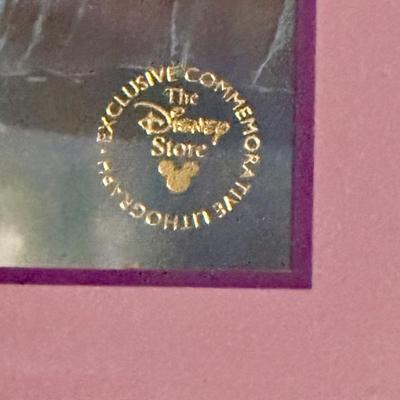 EXCLUSIVE COMMEMORATIVE LITHOGRAPH
The
Disney
Store